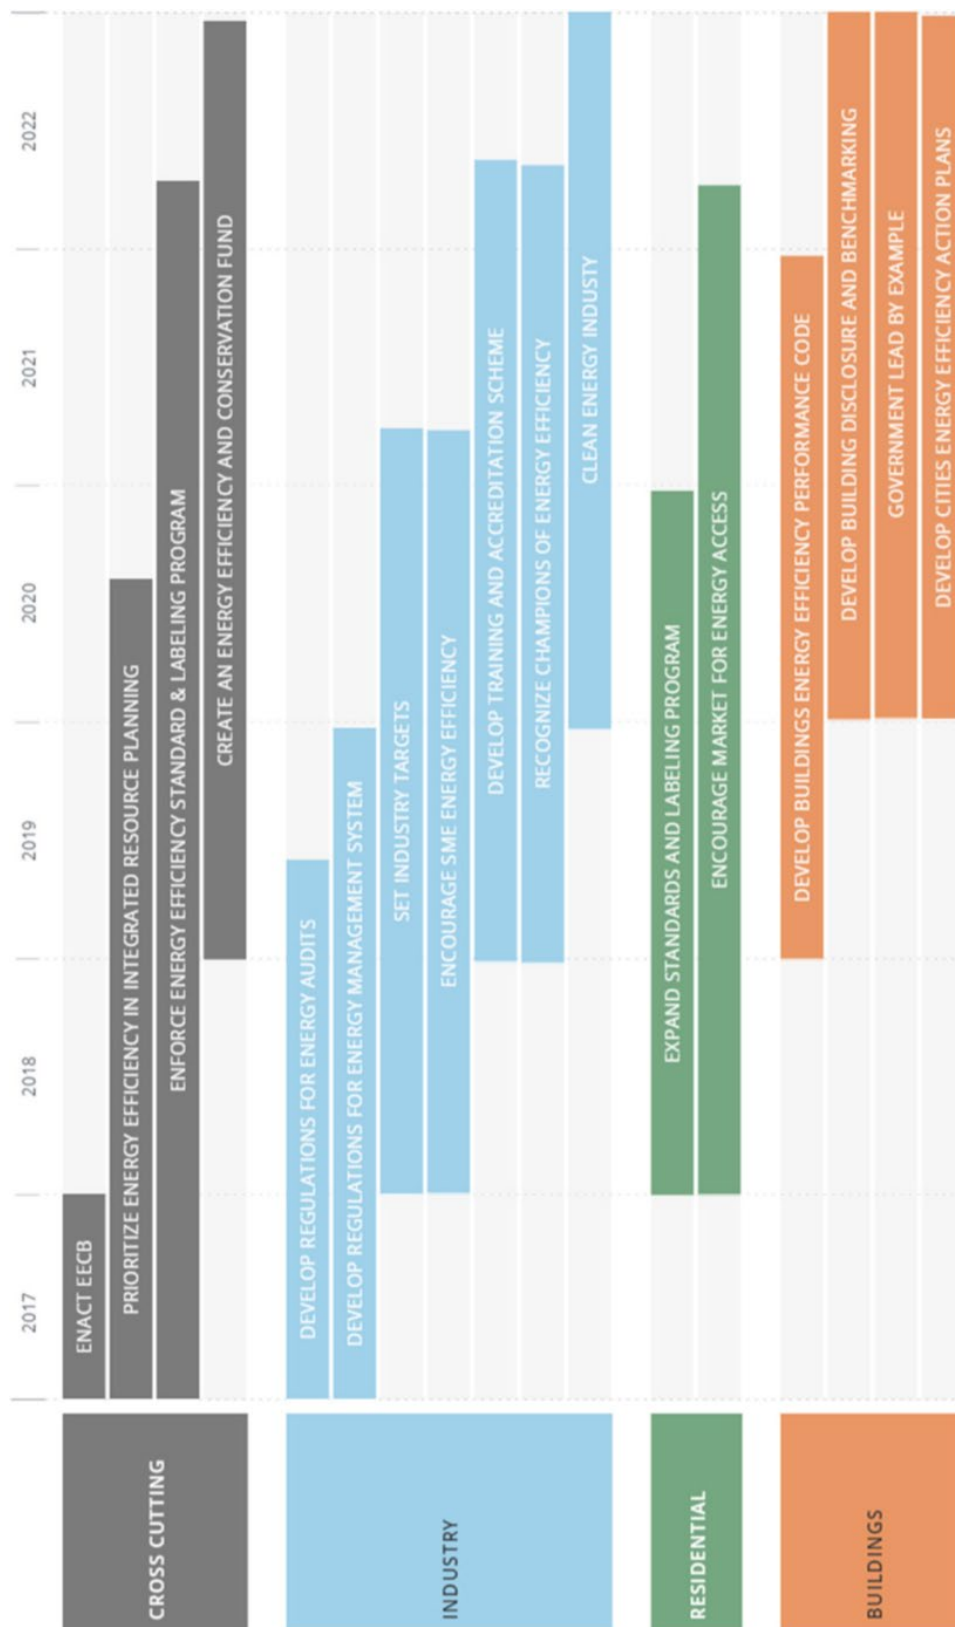 2017
2018
2019
2020
2021
2022
CROSS CUTTING
ENACT EECB
PRIORITIZE ENERGY EFFICIENCY IN INTEGRATED RESOURCE PLANNING
ENFORCE ENERGY EFFICIENCY STANDARD & LABELING PROGRAM
CREATE AN ENERGY EFFICIENCY AND CONSERVATION FUND
INDUSTRY
DEVELOP REGULATIONS FOR ENERGY AUDITS
DEVELOP REGULATIONS FOR ENERGY MANAGEMENT SYSTEM
SET INDUSTRY TARGETS
ENCOURAGE SME ENERGY EFFICIENCY
DEVELOP TRAINING AND ACCREDITATION SCHEME
RECOGNIZE CHAMPIONS OF ENERGY EFFICIENCY
CLEAN ENERGY INDUSTY
RESIDENTIAL
EXPAND STANDARDS AND LABELING PROGRAM
ENCOURAGE MARKET FOR ENERGY ACCESS
BUILDINGS
DEVELOP BUILDINGS ENERGY EFFICIENCY PERFORMANCE CODE
DEVELOP BUILDING DISCLOSURE AND BENCHMARKING
GOVERNMENT LEAD BY EXAMPLE
DEVELOP CITIES ENERGY EFFICIENCY ACTION PLANS